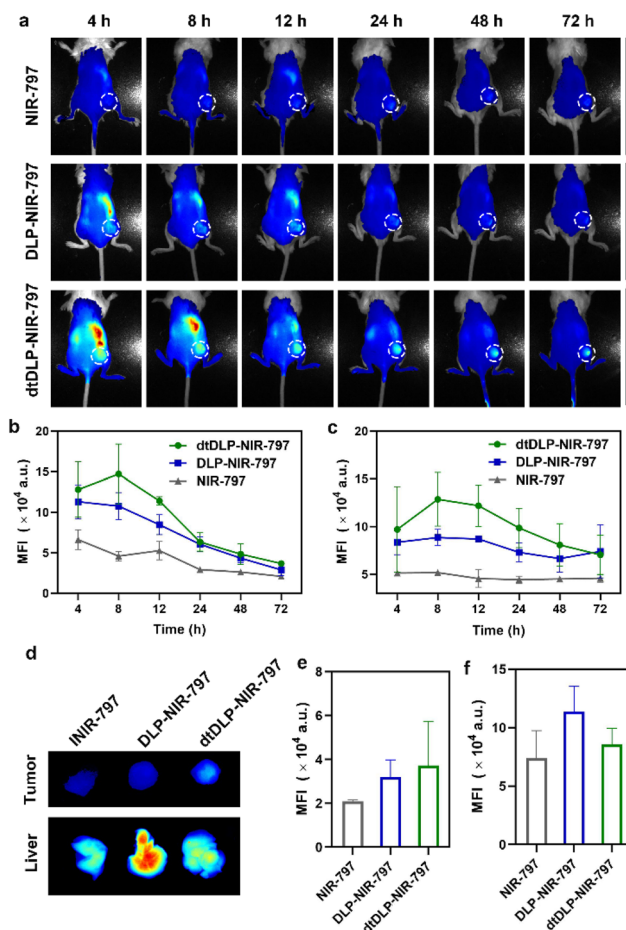 a 4 h 8 h 12 h 24 h 48 h 72 h
NIR-797
DLP-NIR-797
dtDLP-NIR-797
b
20
15
10
5
0
MFI ( × 10⁴ a.u.)
dtDLP-NIR-797
DLP-NIR-797
NIR-797
4 8 12 24 48 72
Time (h)
c
20
15
10
5
MFI ( × 10⁴ a.u.)
dtDLP-NIR-797
DLP-NIR-797
NIR-797
4 8 12 24 48 72
Time (h)
d
INIR-797
DLP-NIR-797
dtDLP-NIR-797
Tumor
Liver
e
8
6
4
2
0
MFI ( × 10⁴ a.u.)
NIR-797
DLP-NIR-797
dtDLP-NIR-797
f
15
10
5
0
MFI ( × 10⁴ a.u.)
NIR-797
DLP-NIR-797
dtDLP-NIR-797